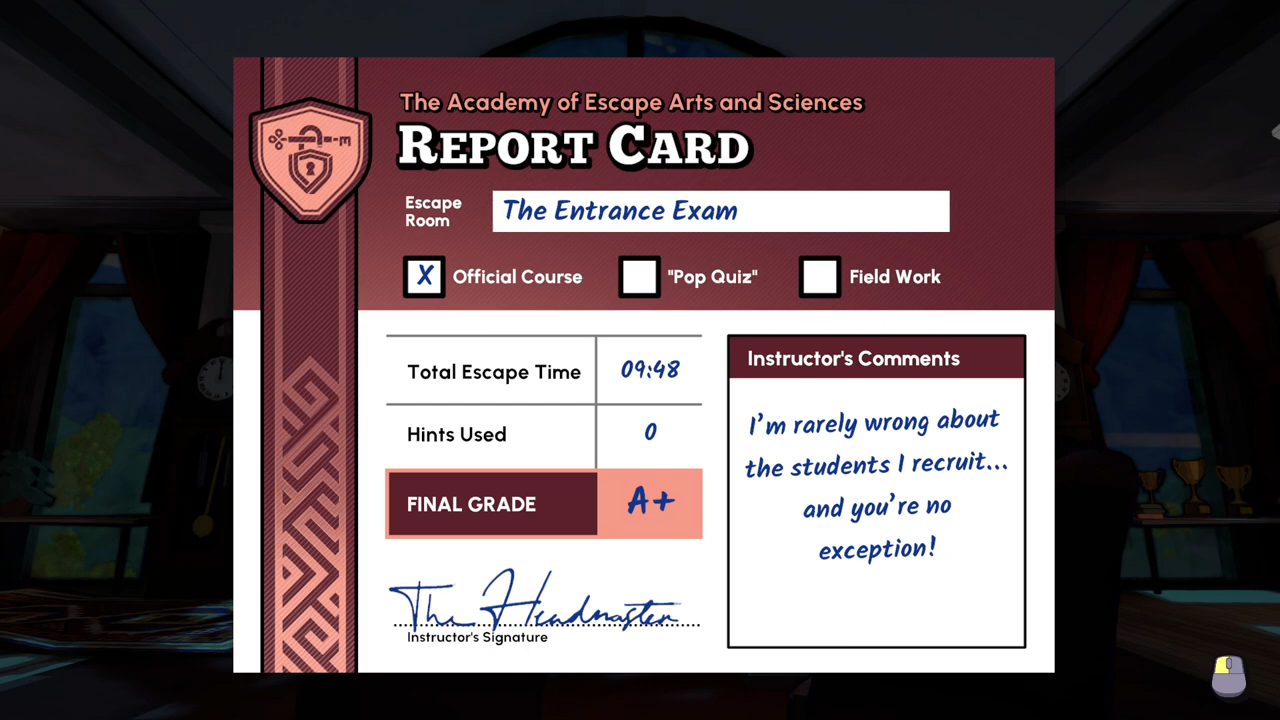 The Academy of Escape Arts and Sciences
REPORT CARD
Escape
Room
The Entrance Exam
X Official Course "Pop Quiz" Field Work
Total Escape Time 09:48
Hints Used 0
FINAL GRADE A+
The Headmaster
Instructor's Signature
Instructor's Comments
I'm rarely wrong about
the students I recruit...
and you're no
exception!